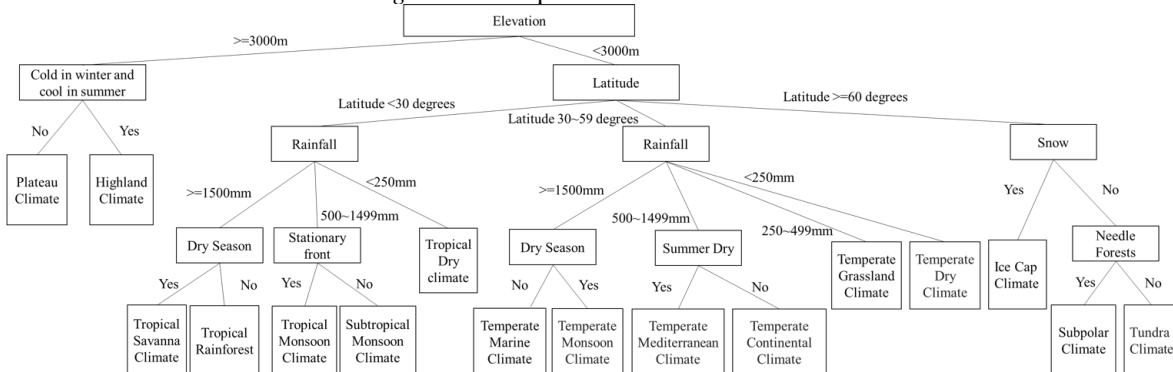 Elevation
>=3000m
<3000m
Cold in winter and
cool in summer
Latitude
Latitude <30 degrees
Latitude 30~59 degrees
Latitude >=60 degrees
No
Yes
Rainfall
Rainfall
Snow
Plateau
Climate
Highland
Climate
>=1500mm
500~1499mm
<250mm
>=1500mm
500~1499mm
250~499mm
<250mm
Yes
No
Dry Season
Stationary
front
Tropical
Dry
climate
Dry Season
Summer Dry
Temperate
Grassland
Climate
Temperate
Dry
Climate
Ice Cap
Climate
Needle
Forests
Yes
No
Yes
No
No
Yes
Yes
No
Yes
No
Tropical
Savanna
Climate
Tropical
Rainforest
Tropical
Monsoon
Climate
Subtropical
Monsoon
Climate
Temperate
Marine
Climate
Temperate
Monsoon
Climate
Temperate
Mediterranean
Climate
Temperate
Continental
Climate
Subpolar
Climate
Tundra
Climate